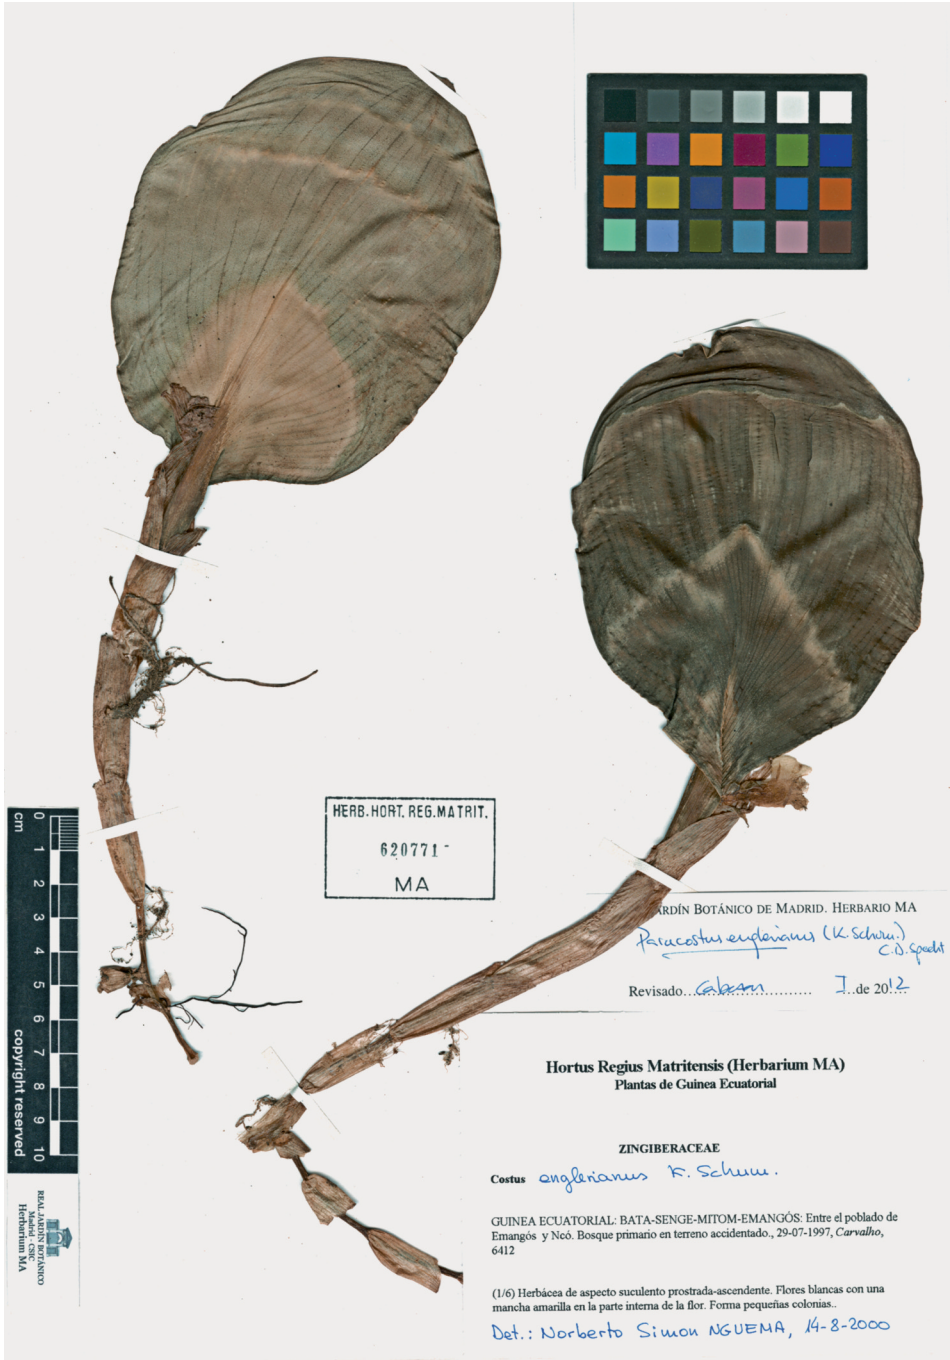 HERB. HORT. REG. MATRIT.
620771
MA
JARDÍN BOTÁNICO DE MADRID. HERBARIO MA
Paracostus englerianus (K. Schum.)
C.D. Specht
Revisado.................... I...de 2012
Hortus Regius Matritensis (Herbarium MA)
Plantas de Guinea Ecuatorial
ZINGIBERACEAE
Costus englerianus K. Schum.
GUINEA ECUATORIAL: BATA-SENGE-MITOM-EMANGÓS: Entre el poblado de
Emangós y Ncó. Bosque primario en terreno accidentado., 29-07-1997, Carvalho,
6412
(1/6) Herbácea de aspecto suculento prostrada-ascendente. Flores blancas con una
mancha amarilla en la parte interna de la flor. Forma pequeñas colonias..
Det.: Norberto Simon NGUEMA, 14-8-2000
cm
0
1
2
3
4
5
6
7
8
9
10
copyright reserved
REAL JARDÍN BOTÁNICO
Madrid - CSIC
Herbarium MA